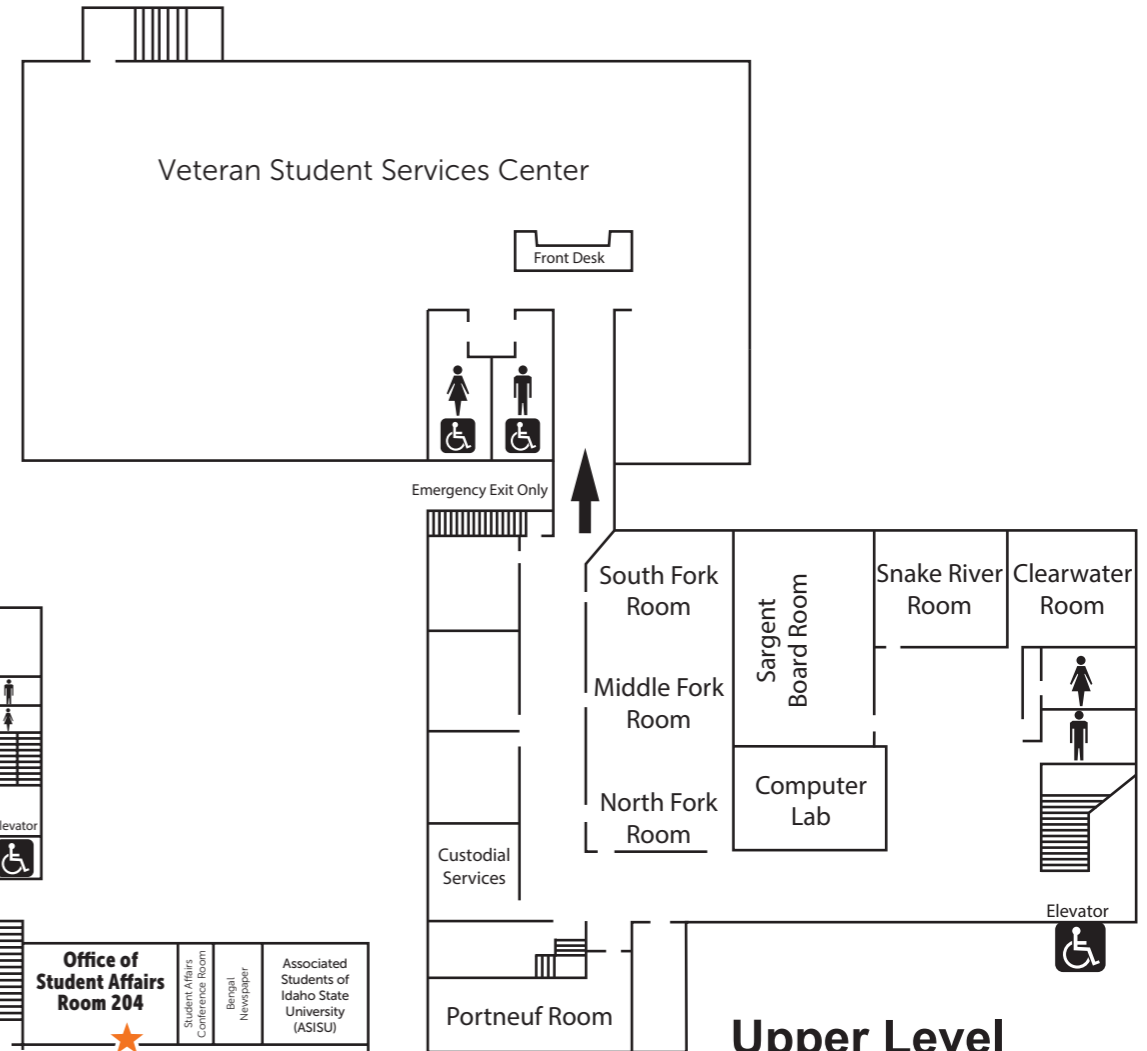 Veteran Student Services Center
Front Desk
Emergency Exit Only
South Fork
Room
Sargent
Board Room
Snake River
Room
Clearwater
Room
Middle Fork
Room
Computer
Lab
North Fork
Room
Custodial
Services
Elevator
levator
Office of
Student Affairs
Room 204
Student Affairs
Conference Room
Bengal
Newspaper
Associated
Students of
Idaho State
University
(ASISU)
Portneuf Room
Upper Level